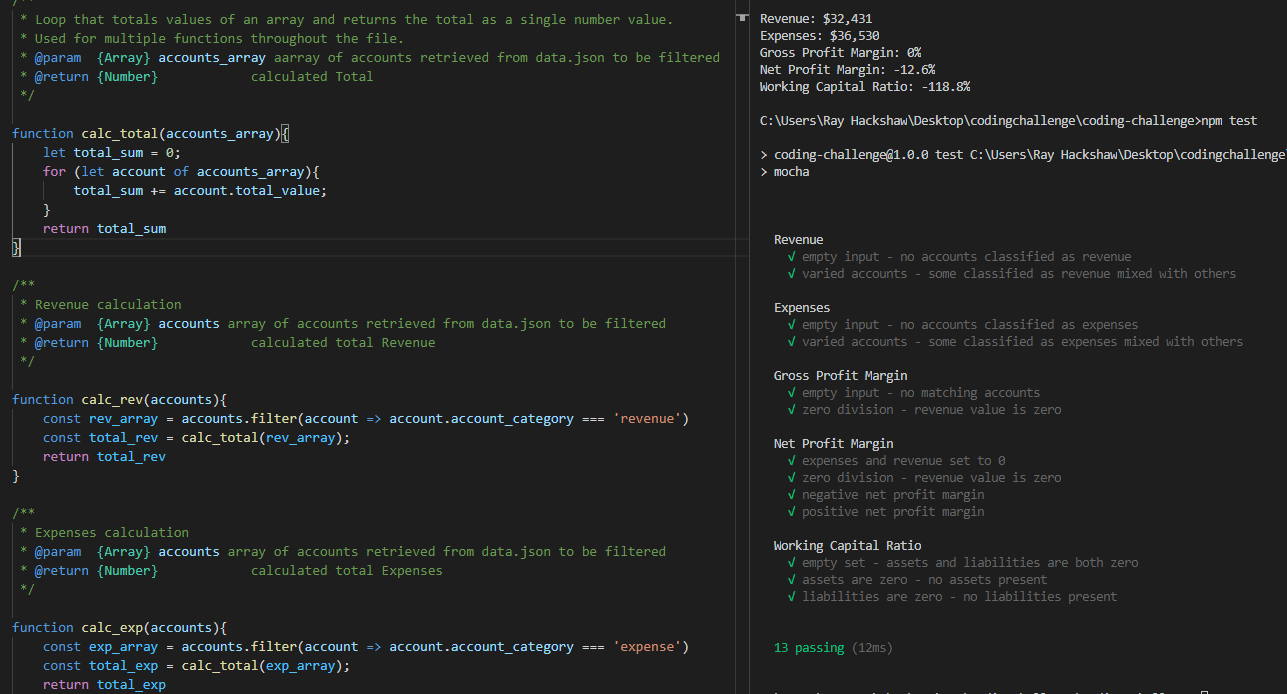 /**
 * Loop that totals values of an array and returns the total as a single number value.
 * Used for multiple functions throughout the file.
 * @param  {Array} accounts_array aarray of accounts retrieved from data.json to be filtered
 * @return {Number}            calculated Total
 */
function calc_total(accounts_array){
    let total_sum = 0;
    for (let account of accounts_array){
        total_sum += account.total_value;
    }
    return total_sum
}
/**
 * Revenue calculation
 * @param  {Array} accounts array of accounts retrieved from data.json to be filtered
 * @return {Number}            calculated total Revenue
 */
function calc_rev(accounts){
    const rev_array = accounts.filter(account => account.account_category === 'revenue')
    const total_rev = calc_total(rev_array);
    return total_rev
}
/**
 * Expenses calculation
 * @param  {Array} accounts array of accounts retrieved from data.json to be filtered
 * @return {Number}            calculated total Expenses
 */
function calc_exp(accounts){
    const exp_array = accounts.filter(account => account.account_category === 'expense')
    const total_exp = calc_total(exp_array);
    return total_exp
Revenue: $32,431
Expenses: $36,530
Gross Profit Margin: 0%
Net Profit Margin: -12.6%
Working Capital Ratio: -118.8%
C:\Users\Ray Hackshaw\Desktop\codingchallenge\coding-challenge>npm test
> coding-challenge@1.0.0 test C:\Users\Ray Hackshaw\Desktop\codingchallenge
> mocha
Revenue
√ empty input - no accounts classified as revenue
√ varied accounts - some classified as revenue mixed with others
Expenses
√ empty input - no accounts classified as expenses
√ varied accounts - some classified as expenses mixed with others
Gross Profit Margin
√ empty input - no matching accounts
√ zero division - revenue value is zero
Net Profit Margin
√ expenses and revenue set to 0
√ zero division - revenue value is zero
√ negative net profit margin
√ positive net profit margin
Working Capital Ratio
√ empty set - assets and liabilities are both zero
√ assets are zero - no assets present
√ liabilities are zero - no liabilities present
13 passing (12ms)